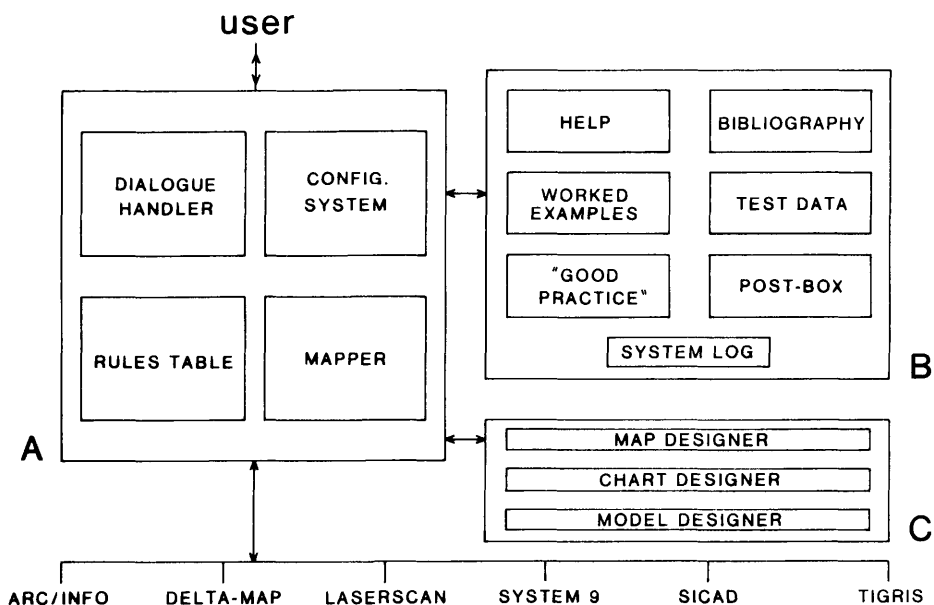 user
DIALOGUE
HANDLER
CONFIG.
SYSTEM
RULES TABLE
MAPPER
A
HELP
BIBLIOGRAPHY
WORKED
EXAMPLES
TEST DATA
"GOOD
PRACTICE"
POST-BOX
SYSTEM LOG
B
MAP DESIGNER
CHART DESIGNER
MODEL DESIGNER
C
ARC/INFO
DELTA-MAP
LASERSCAN
SYSTEM 9
SICAD
TIGRIS